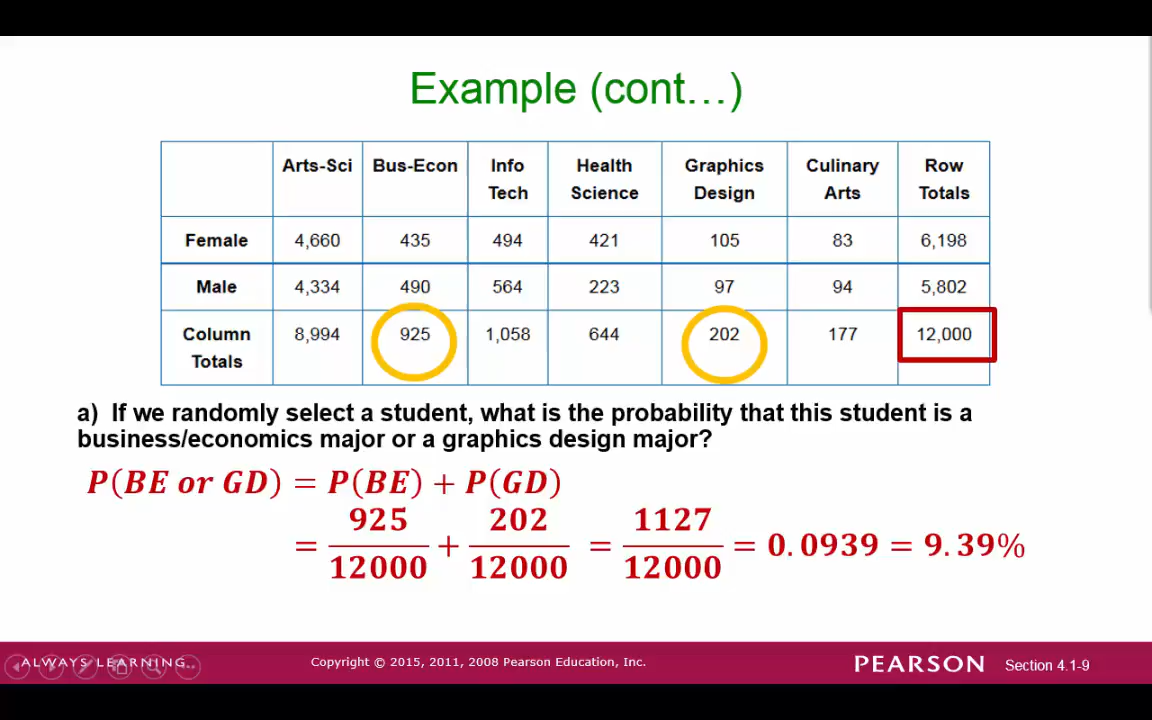 Example (cont…)
Arts-Sci Bus-Econ Info Tech Health Science Graphics Design Culinary Arts Row Totals
Female 4,660 435 494 421 105 83 6,198
Male 4,334 490 564 223 97 94 5,802
Column Totals 8,994 925 1,058 644 202 177 12,000
a) If we randomly select a student, what is the probability that this student is a
business/economics major or a graphics design major?
P(BE or GD) = P(BE) + P(GD)
= 925/12000 + 202/12000 = 1127/12000 = 0.0939 = 9.39%
ALWAYS LEARNING Copyright © 2015, 2011, 2008 Pearson Education, Inc. PEARSON Section 4.1-9